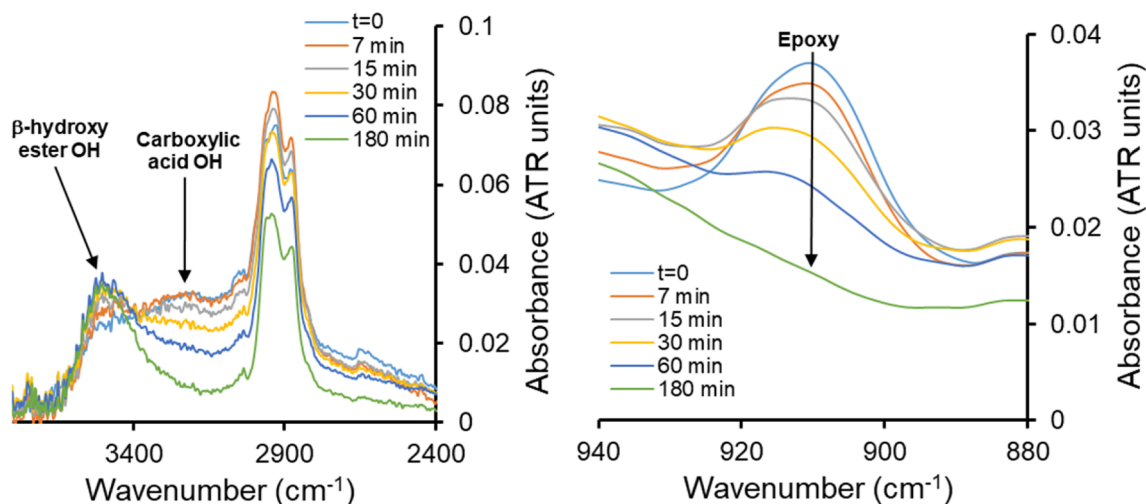 t=0
7 min
15 min
30 min
60 min
180 min
β-hydroxy
ester OH
Carboxylic
acid OH
0.1
0.08
0.06
0.04
0.02
0
Absorbance (ATR units)
3400
2900
2400
Wavenumber (cm⁻¹)
Epoxy
t=0
7 min
15 min
30 min
60 min
180 min
0.04
0.03
0.02
0.01
0
Absorbance (ATR units)
940
920
900
880
Wavenumber (cm⁻¹)